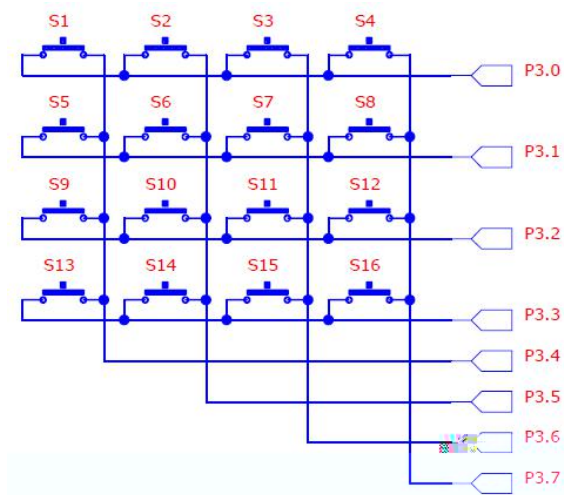 S1 S2 S3 S4
P3.0
S5 S6 S7 S8
P3.1
S9 S10 S11 S12
P3.2
S13 S14 S15 S16
P3.3
P3.4
P3.5
P3.6
P3.7